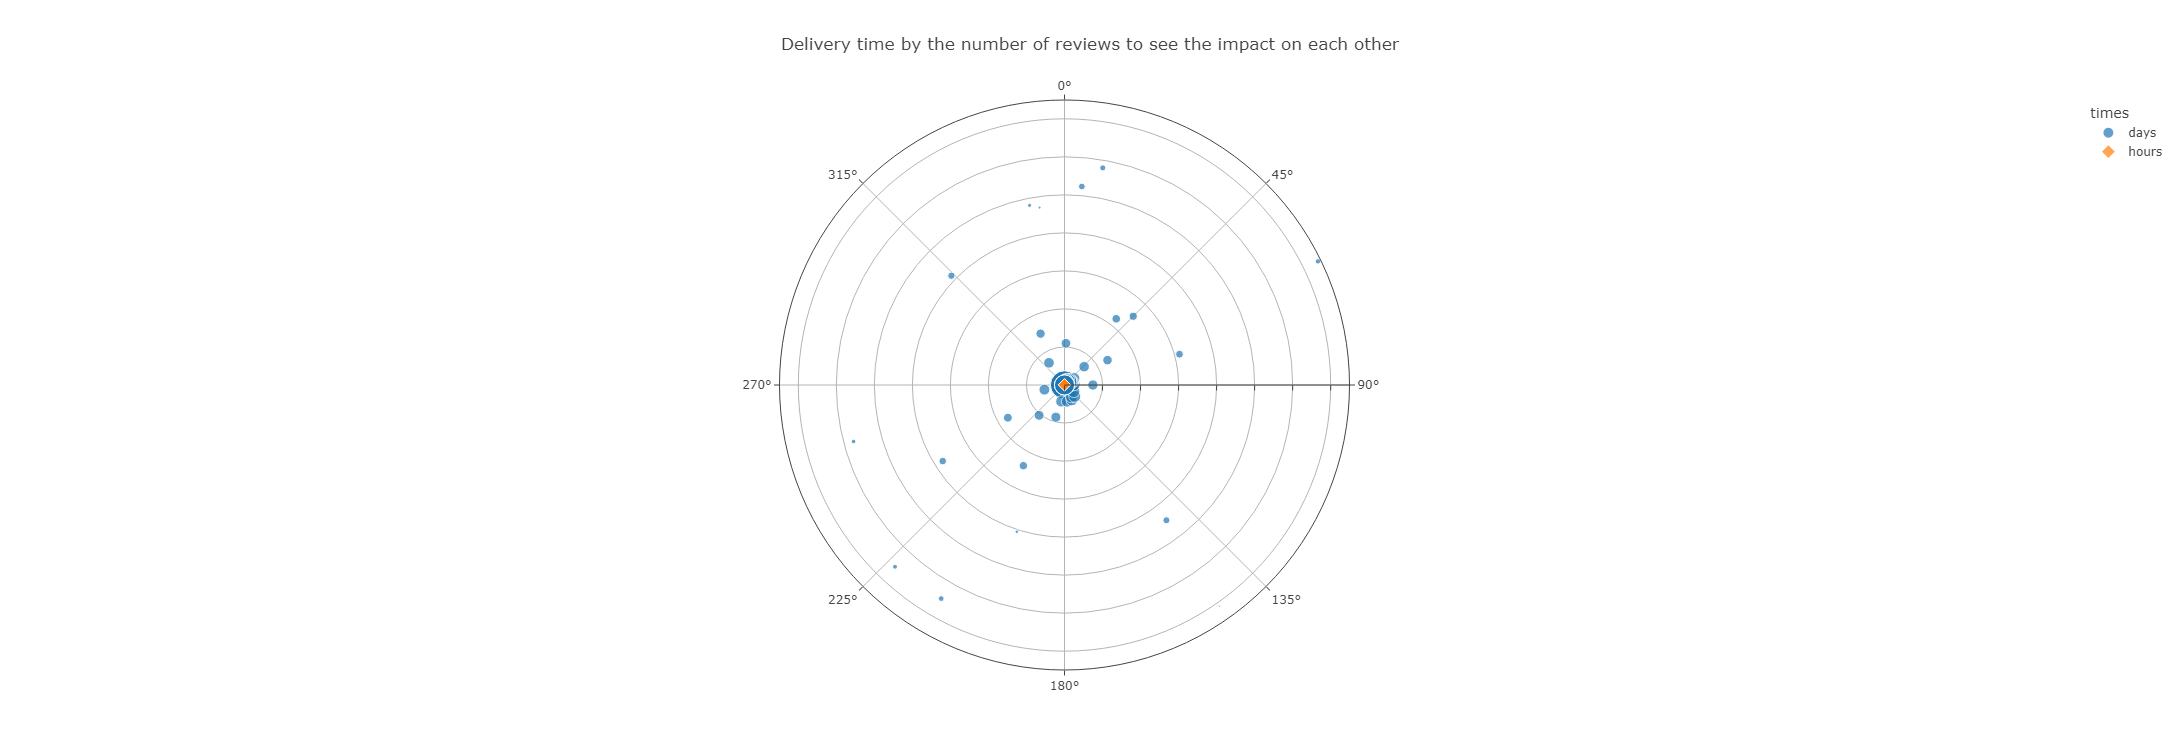 Delivery time by the number of reviews to see the impact on each other
0°
times
days
hours
315°
45°
270°
90°
225°
135°
180°